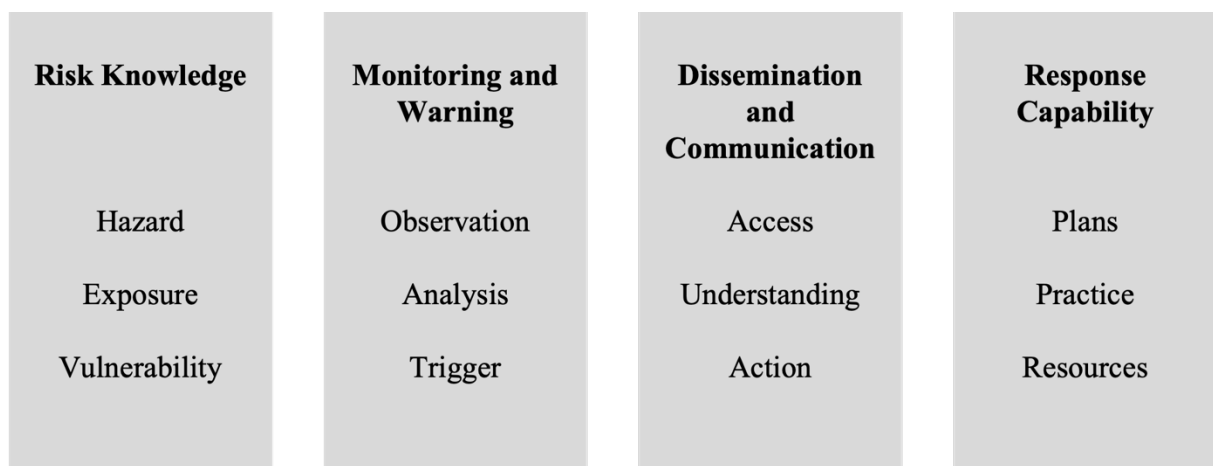 Risk Knowledge
Hazard
Exposure
Vulnerability
Monitoring and
Warning
Observation
Analysis
Trigger
Dissemination
and
Communication
Access
Understanding
Action
Response
Capability
Plans
Practice
Resources